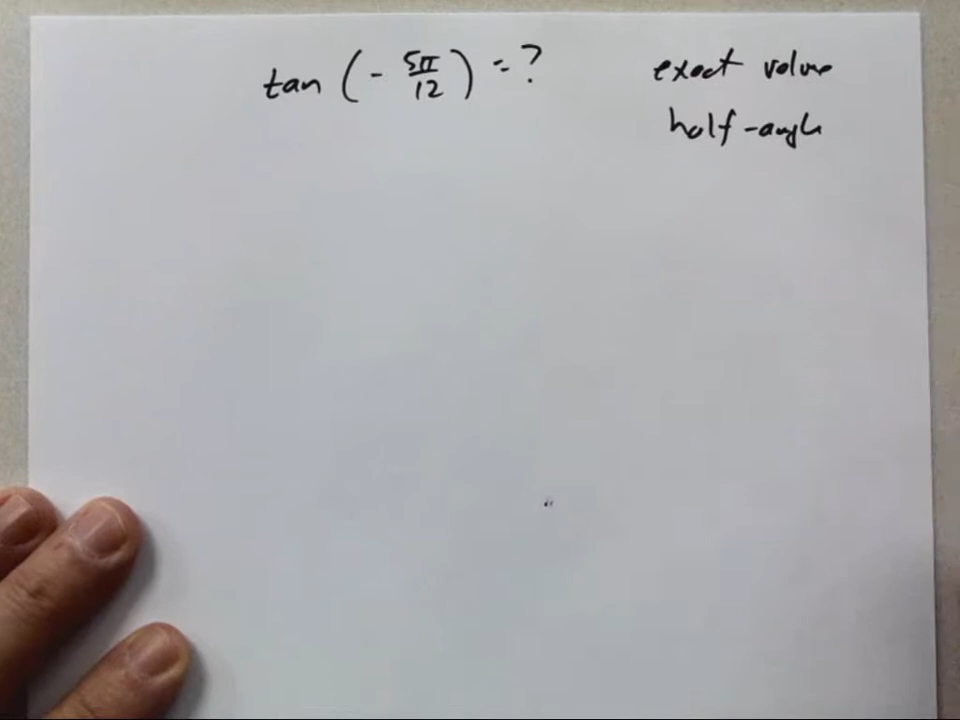 tan (- 5π/12) = ?
exact value
half-angle